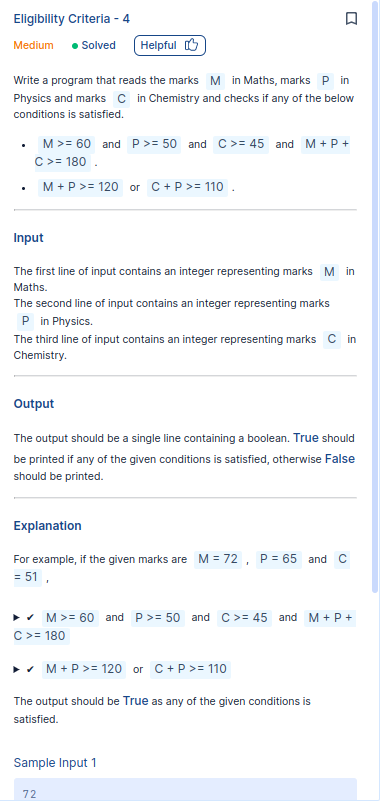 Eligibility Criteria - 4
Medium Solved Helpful
Write a program that reads the marks M in Maths, marks P in
Physics and marks C in Chemistry and checks if any of the below
conditions is satisfied.
M >= 60 and P >= 50 and C >= 45 and M + P +
C >= 180 .
M + P >= 120 or C + P >= 110 .
Input
The first line of input contains an integer representing marks M in
Maths.
The second line of input contains an integer representing marks
P in Physics.
The third line of input contains an integer representing marks C in
Chemistry.
Output
The output should be a single line containing a boolean. True should
be printed if any of the given conditions is satisfied, otherwise False
should be printed.
Explanation
For example, if the given marks are M = 72 , P = 65 and C
= 51 ,
▶ ✔ M >= 60 and P >= 50 and C >= 45 and M + P +
C >= 180
▶ ✔ M + P >= 120 or C + P >= 110
The output should be True as any of the given conditions is
satisfied.
Sample Input 1
72